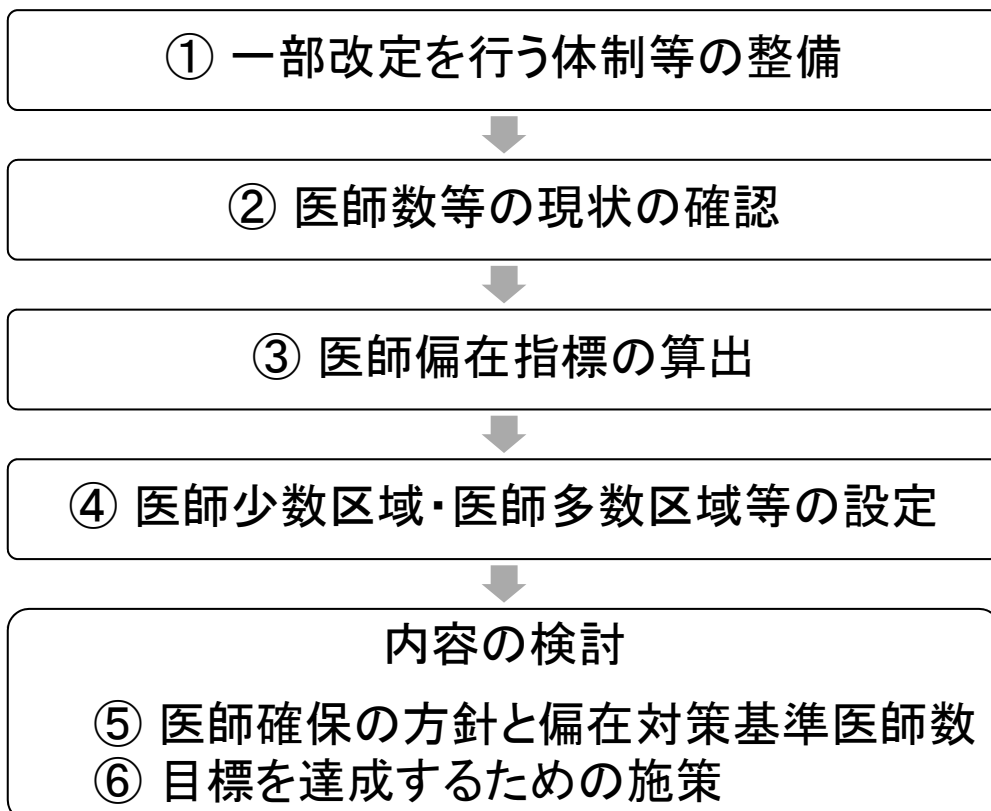 ① 一部改定を行う体制等の整備
② 医師数等の現状の確認
③ 医師偏在指標の算出
④ 医師少数区域・医師多数区域等の設定
内容の検討
⑤ 医師確保の方針と偏在対策基準医師数
⑥ 目標を達成するための施策